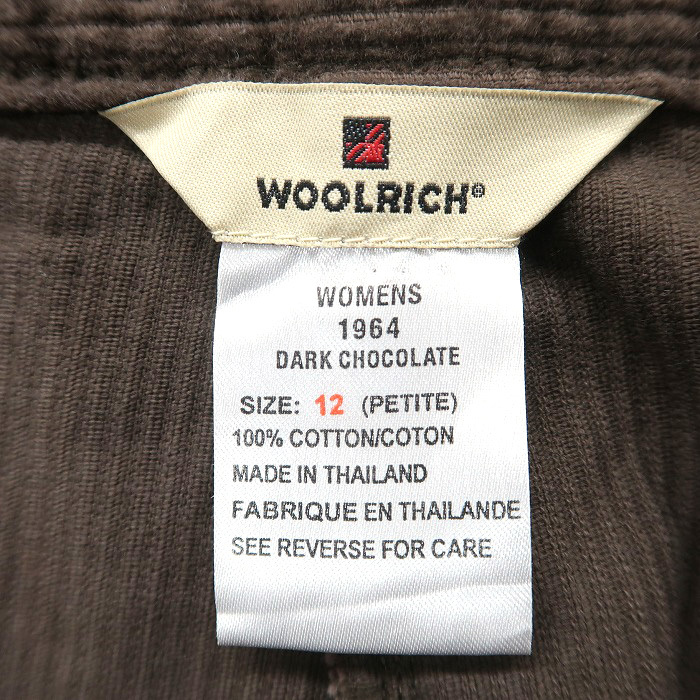 WOOLRICH®
WOMENS
1964
DARK CHOCOLATE
SIZE: 12 (PETITE)
100% COTTON/COTON
MADE IN THAILAND
FABRIQUE EN THAILANDE
SEE REVERSE FOR CARE